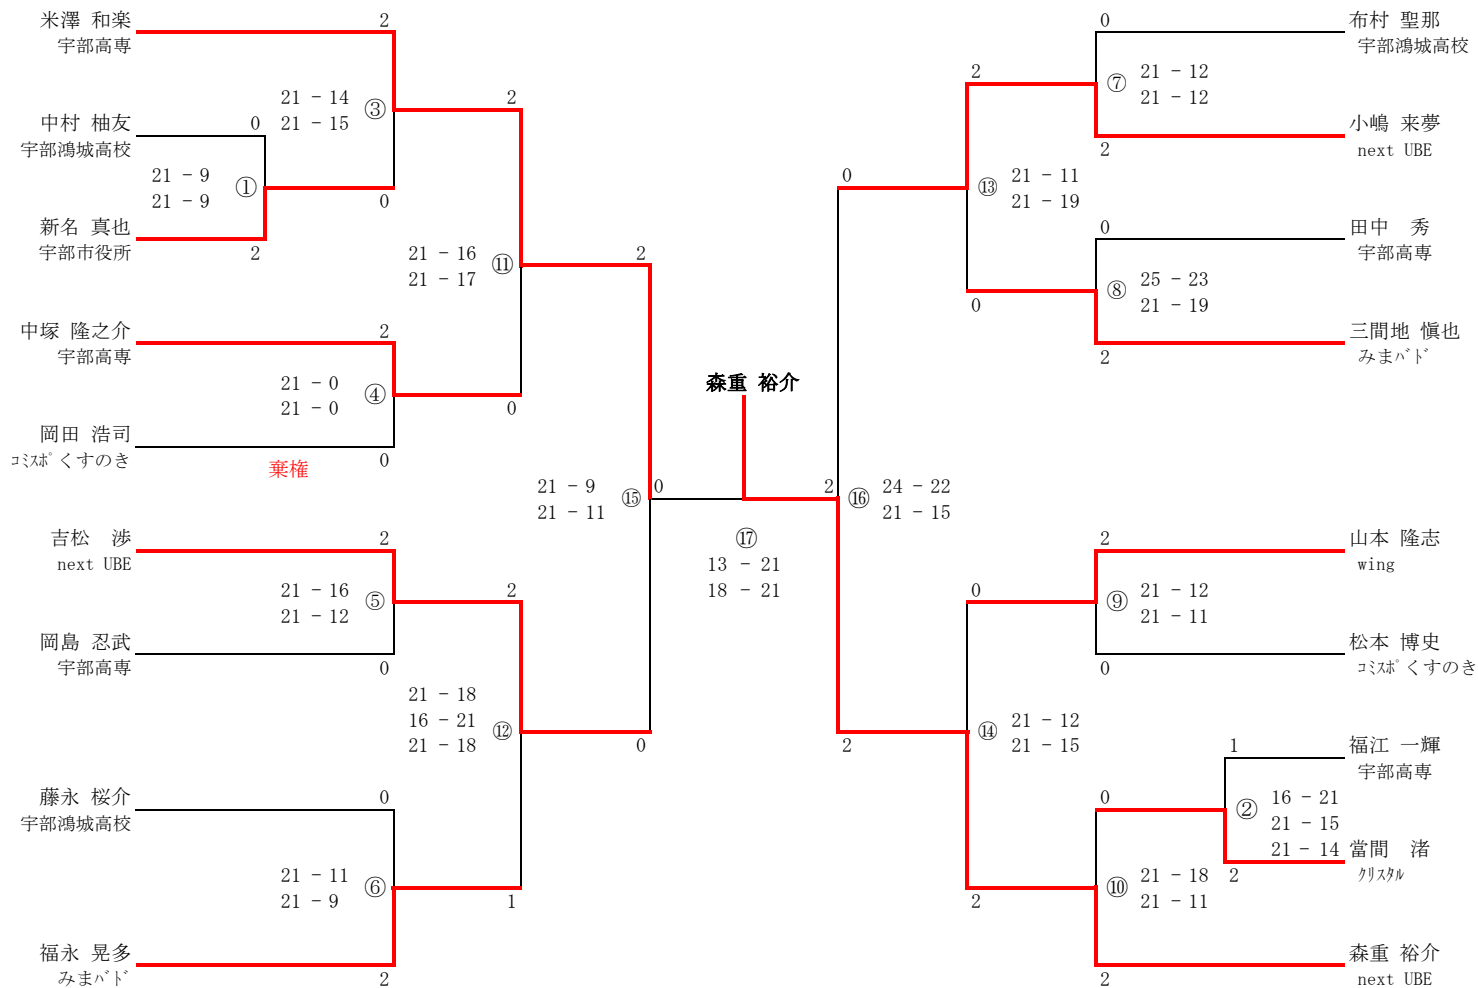 米澤 和楽
宇部高専
2
21 - 14
21 - 15
③
2
中村 柚友
宇部鴻城高校
0
21 - 9
21 - 9
①
0
新名 真也
宇部市役所
2
21 - 16
21 - 17
⑪
2
中塚 隆之介
宇部高専
2
21 - 0
21 - 0
④
0
岡田 浩司
コミスポくすのき
0
棄権
21 - 9
21 - 11
⑮
0
吉松 渉
next UBE
2
21 - 16
21 - 12
⑤
2
岡島 忍武
宇部高専
0
21 - 18
16 - 21
21 - 18
⑫
0
藤永 桜介
宇部鴻城高校
0
21 - 11
21 - 9
⑥
1
福永 晃多
みまバド
2
森重 裕介
⑰
13 - 21
18 - 21
0
布村 聖那
宇部鴻城高校
2
⑦
21 - 12
21 - 12
小嶋 来夢
next UBE
2
0
⑬
21 - 11
21 - 19
0
田中 秀
宇部高専
0
⑧
25 - 23
21 - 19
三間地 愼也
みまバド
2
2
⑯
24 - 22
21 - 15
2
山本 隆志
wing
0
⑨
21 - 12
21 - 11
松本 博史
コミスポくすのき
0
2
⑭
21 - 12
21 - 15
1
福江 一輝
宇部高専
0
②
16 - 21
21 - 15
21 - 14
當間 渚
クリスタル
2
2
⑩
21 - 18
21 - 11
森重 裕介
next UBE
2